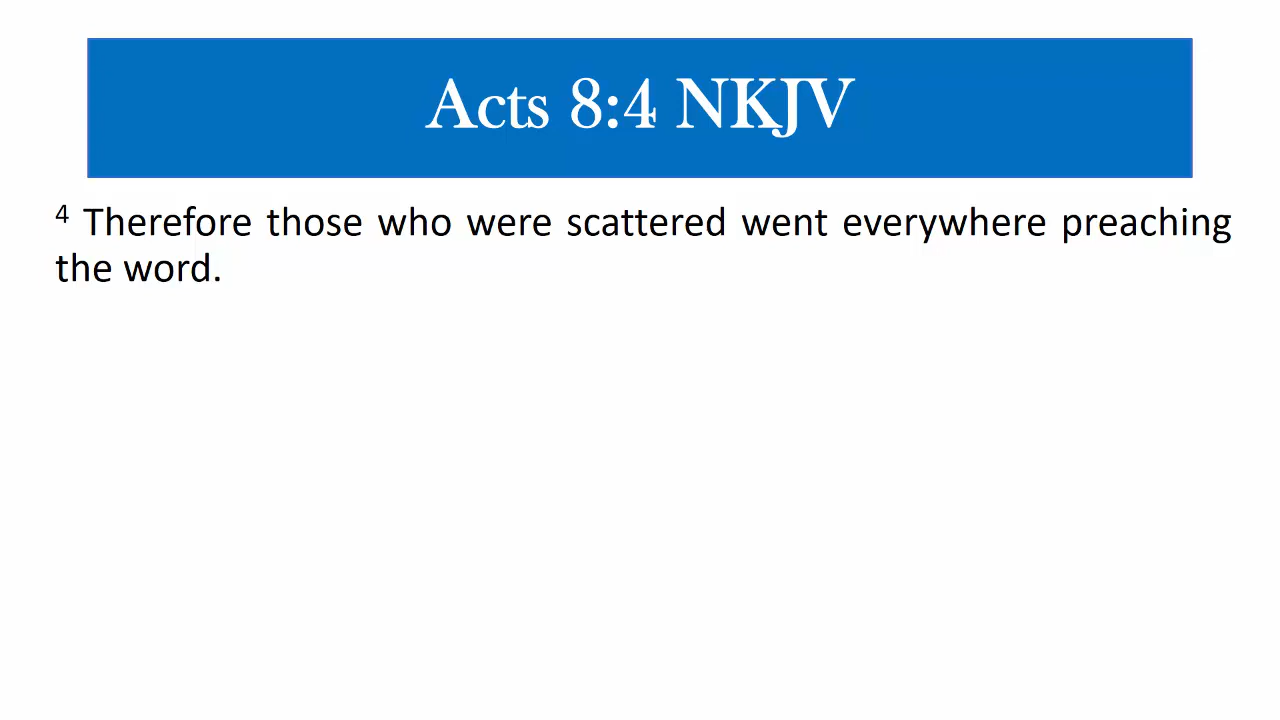 Acts 8:4 NKJV
4 Therefore those who were scattered went everywhere preaching
the word.